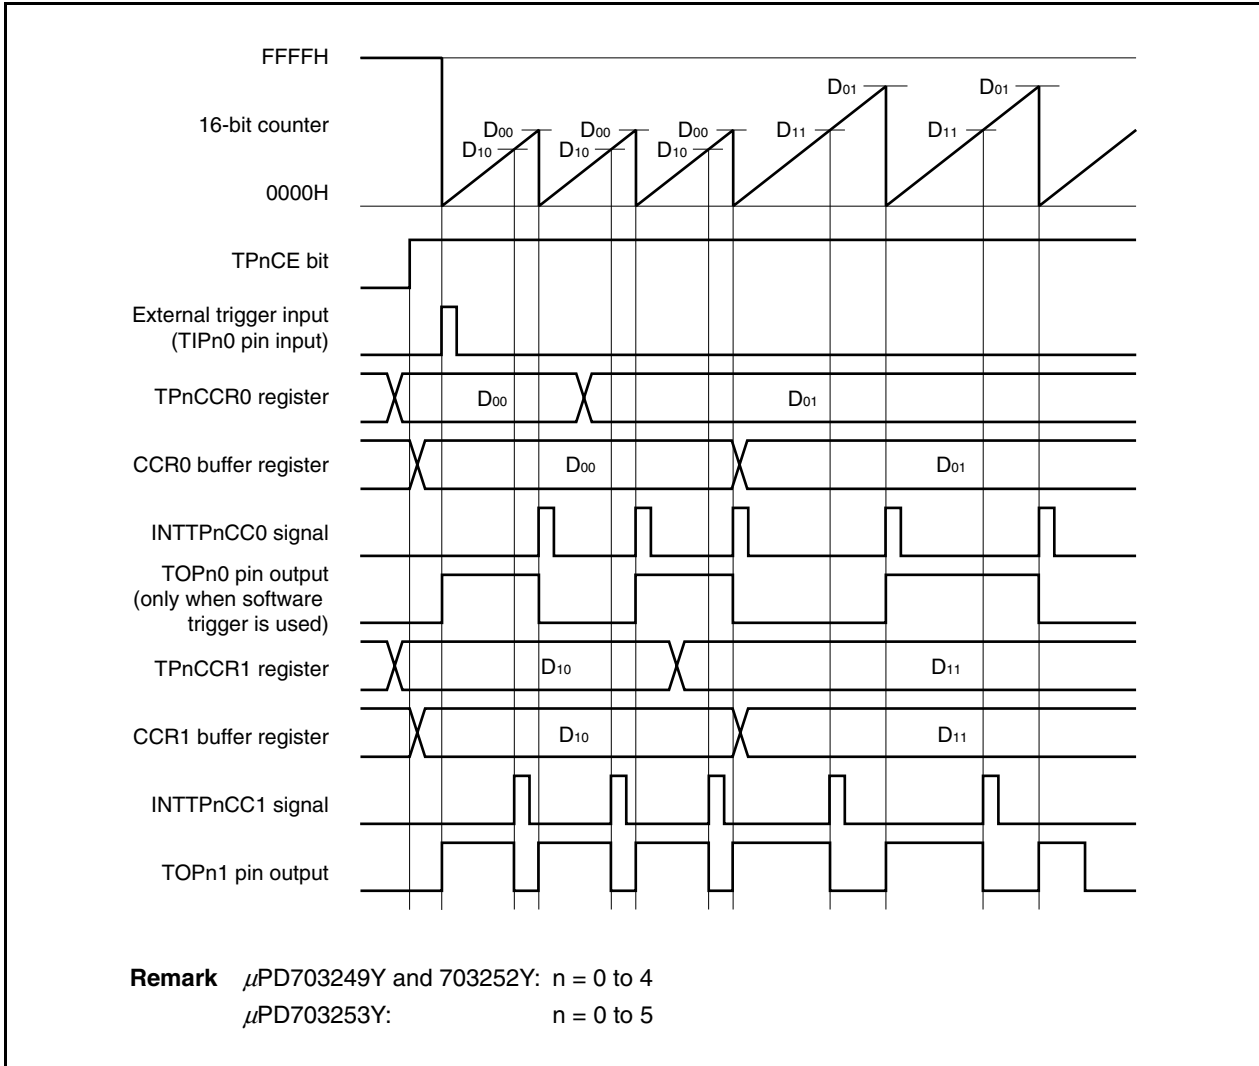 FFFFH
D01 D01
16-bit counter
D00 D00 D00 D11 D11
D10 D10 D10
0000H
TPnCE bit
External trigger input
(TIPn0 pin input)
TPnCCR0 register D00 D01
CCR0 buffer register D00 D01
INTTPnCC0 signal
TOPn0 pin output
(only when software
trigger is used)
TPnCCR1 register D10 D11
CCR1 buffer register D10 D11
INTTPnCC1 signal
TOPn1 pin output
Remark μPD703249Y and 703252Y: n = 0 to 4
μPD703253Y: n = 0 to 5